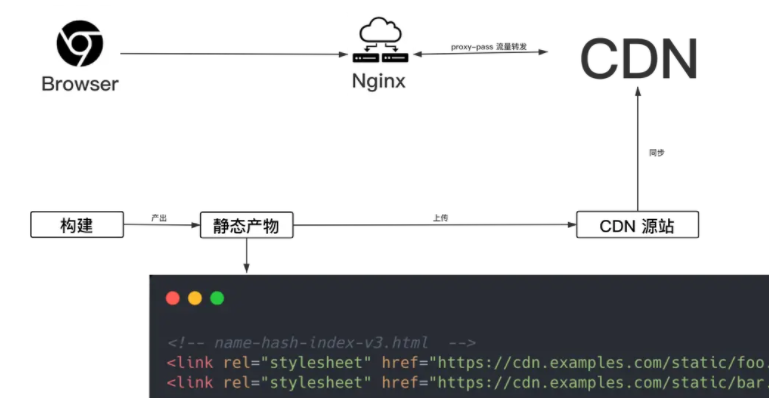 Browser
Nginx
proxy-pass 流量转发
CDN
同步
构建
产出
静态产物
上传
CDN 源站
<!-- name-hash-index-v3.html -->
<link rel="stylesheet" href="https://cdn.examples.com/static/foo.
<link rel="stylesheet" href="https://cdn.examples.com/static/bar.